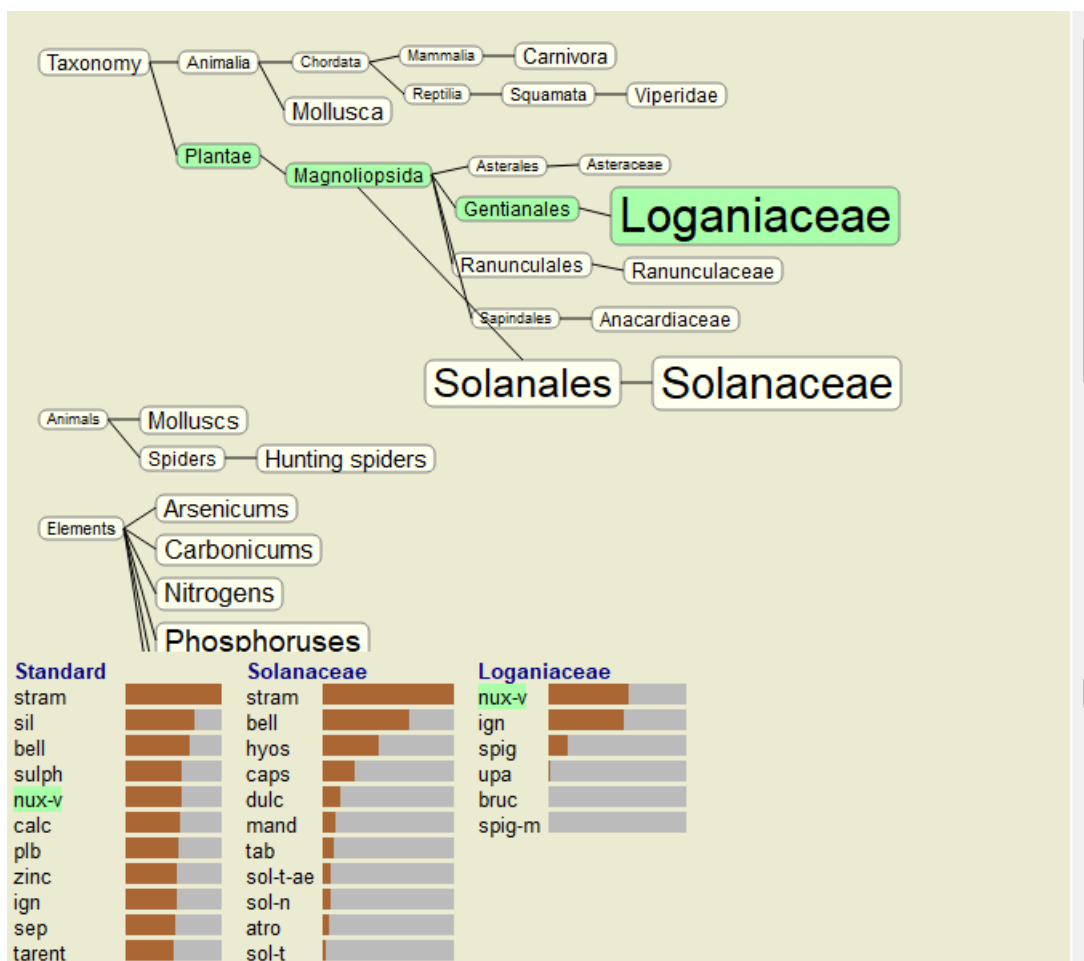 Taxonomy Animalia Chordata Mammalia Carnivora
Reptilia Squamata Viperidae
Mollusca
Plantae Magnoliopsida Asterales Asteraceae
Gentianales Loganiaceae
Ranunculales Ranunculaceae
Sapindales Anacardiaceae
Solanales Solanaceae
Animals Molluscs
Spiders Hunting spiders
Elements Arsenicums
Carbonicums
Nitrogens
Phosphoruses
Standard Solanaceae Loganiaceae
stram stram nux-v
sil bell ign
bell hyos spig
sulph caps upa
nux-v dulc bruc
calc mand spig-m
plb tab
zinc sol-t-ae
ign sol-n
sep atro
tarent sol-t